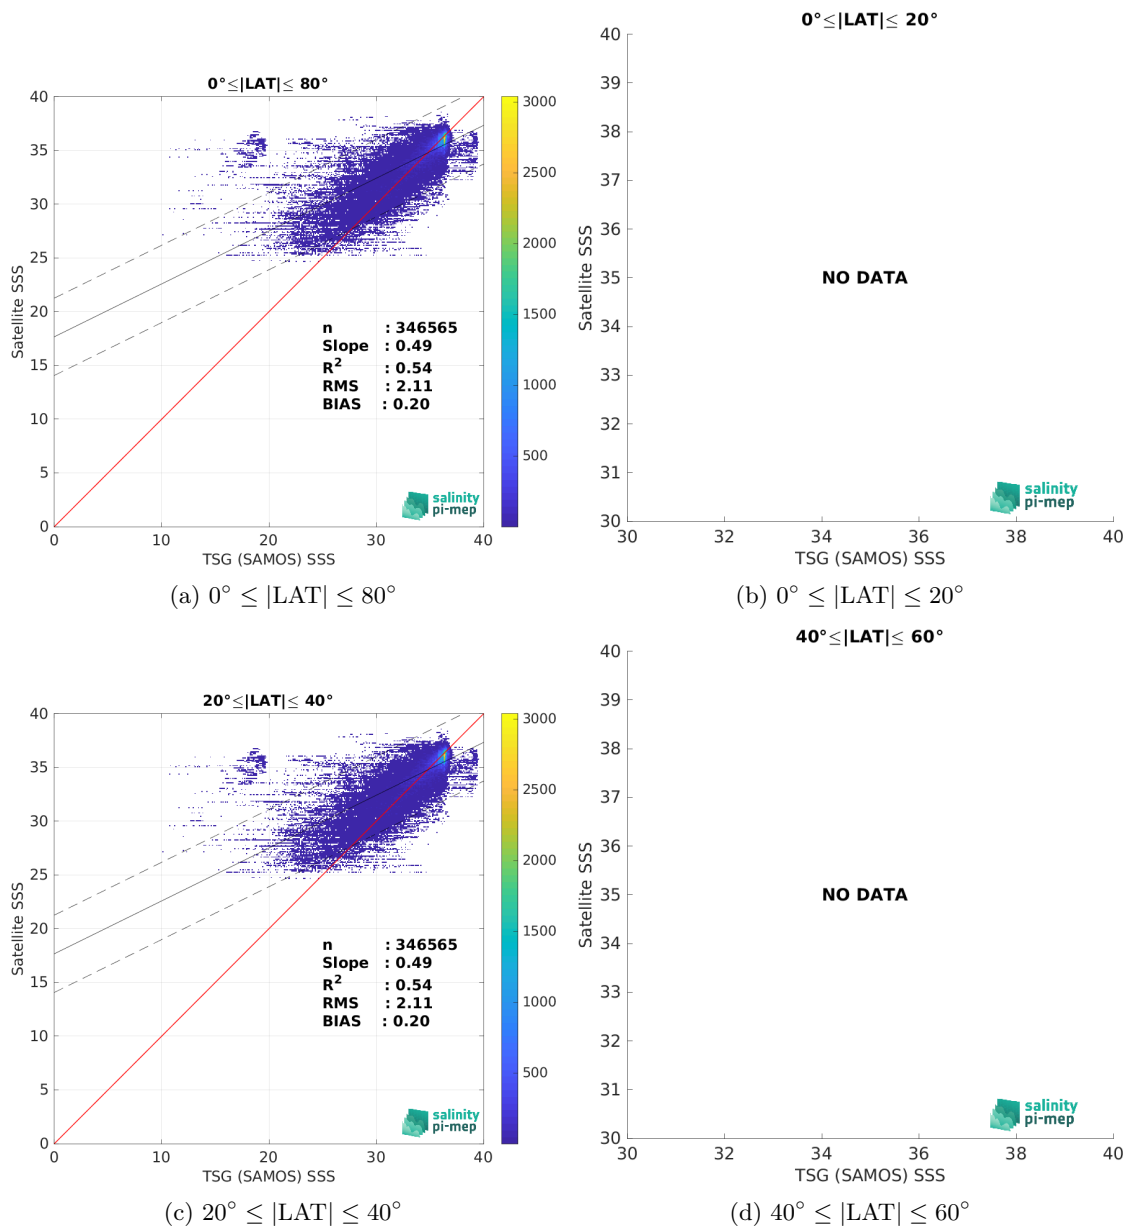 0°≤|LAT|≤ 80°
40
35
30
25
20
15
10
5
0
0
10
20
30
40
3000
2500
2000
1500
1000
500
Satellite SSS
TSG (SAMOS) SSS
n : 346565
Slope : 0.49
R² : 0.54
RMS : 2.11
BIAS : 0.20
salinity
pi-mep
(a) 0° ≤ |LAT| ≤ 80°
0°≤|LAT|≤ 20°
40
39
38
37
36
35
34
33
32
31
30
30
32
34
36
38
40
Satellite SSS
TSG (SAMOS) SSS
NO DATA
salinity
pi-mep
(b) 0° ≤ |LAT| ≤ 20°
20°≤|LAT|≤ 40°
40
35
30
25
20
15
10
5
0
0
10
20
30
40
3000
2500
2000
1500
1000
500
Satellite SSS
TSG (SAMOS) SSS
n : 346565
Slope : 0.49
R² : 0.54
RMS : 2.11
BIAS : 0.20
salinity
pi-mep
(c) 20° ≤ |LAT| ≤ 40°
40°≤|LAT|≤ 60°
40
39
38
37
36
35
34
33
32
31
30
30
32
34
36
38
40
Satellite SSS
TSG (SAMOS) SSS
NO DATA
salinity
pi-mep
(d) 40° ≤ |LAT| ≤ 60°